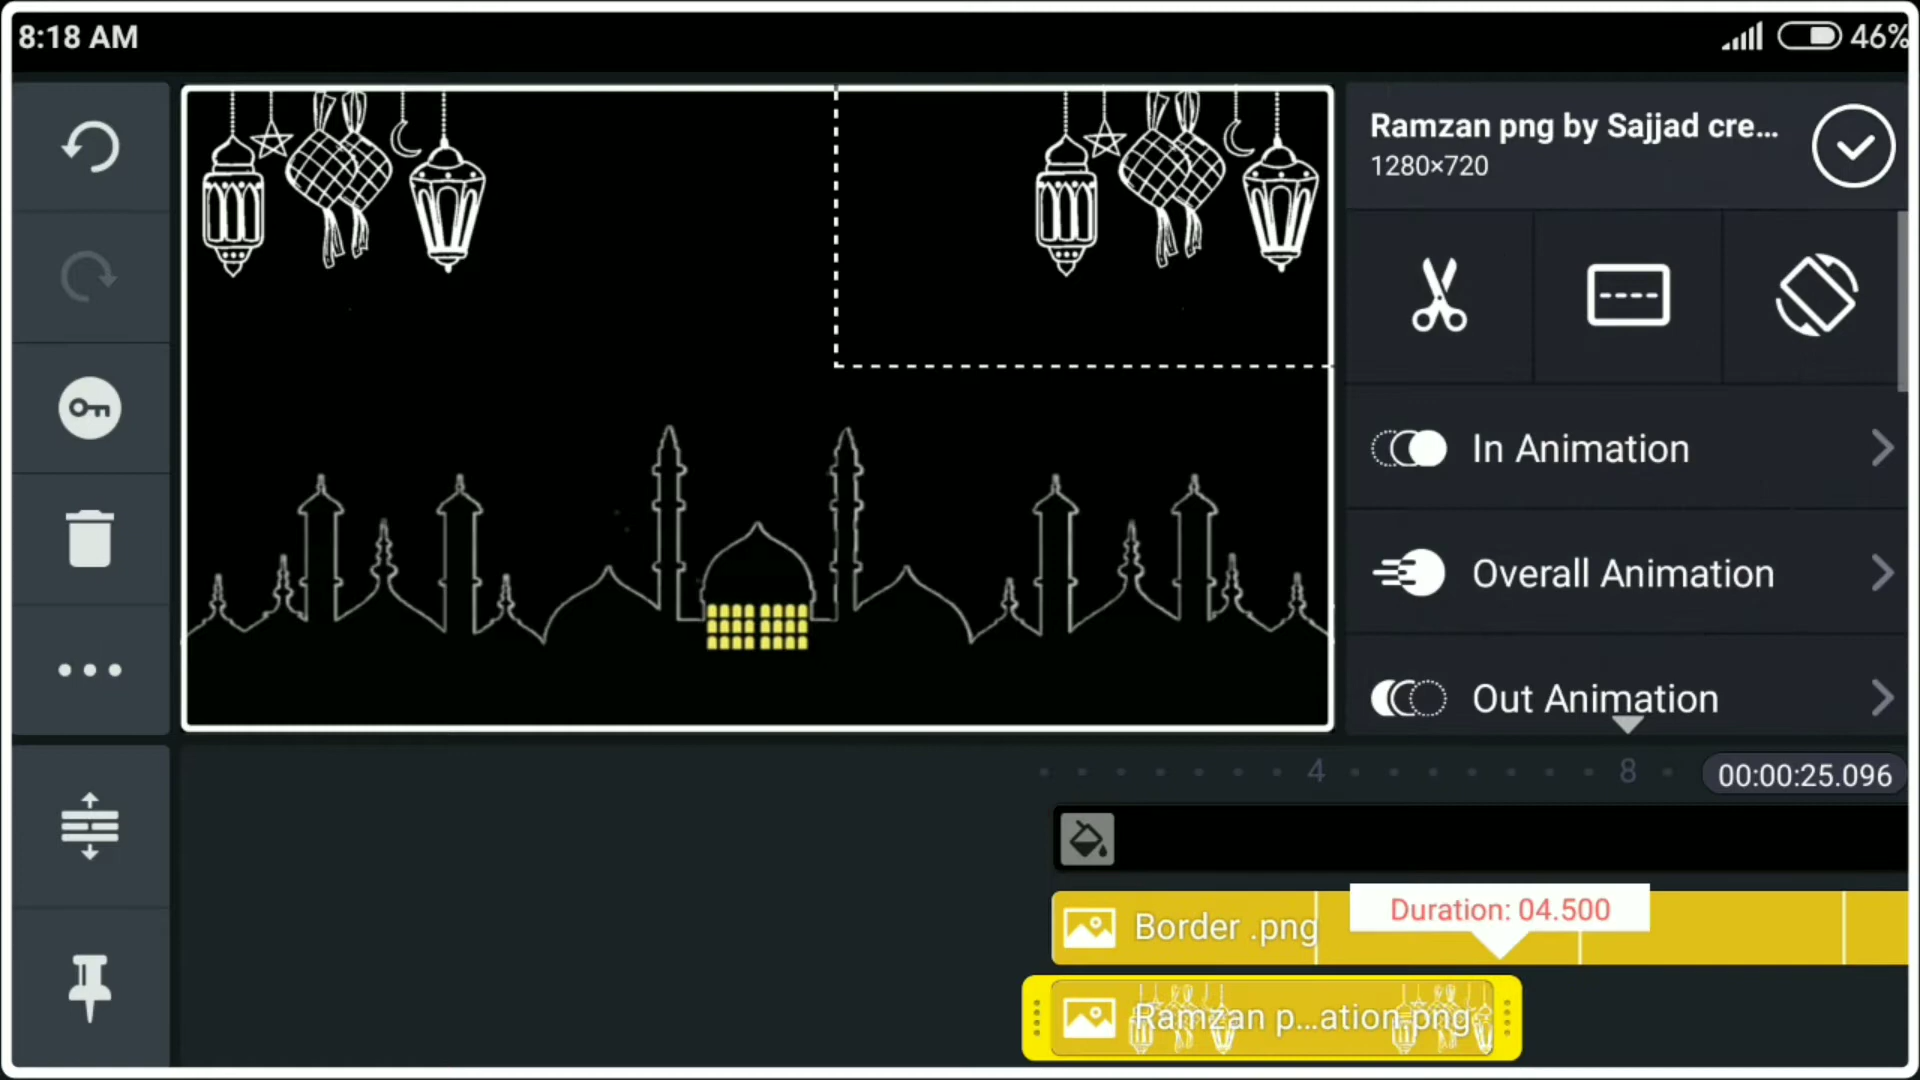 8:18 AM
46%
Ramzan png by Sajjad cre...
1280×720
In Animation
Overall Animation
Out Animation
4
8
00:00:25.096
Border .png
Duration: 04.500
Ramzan p...ation.png